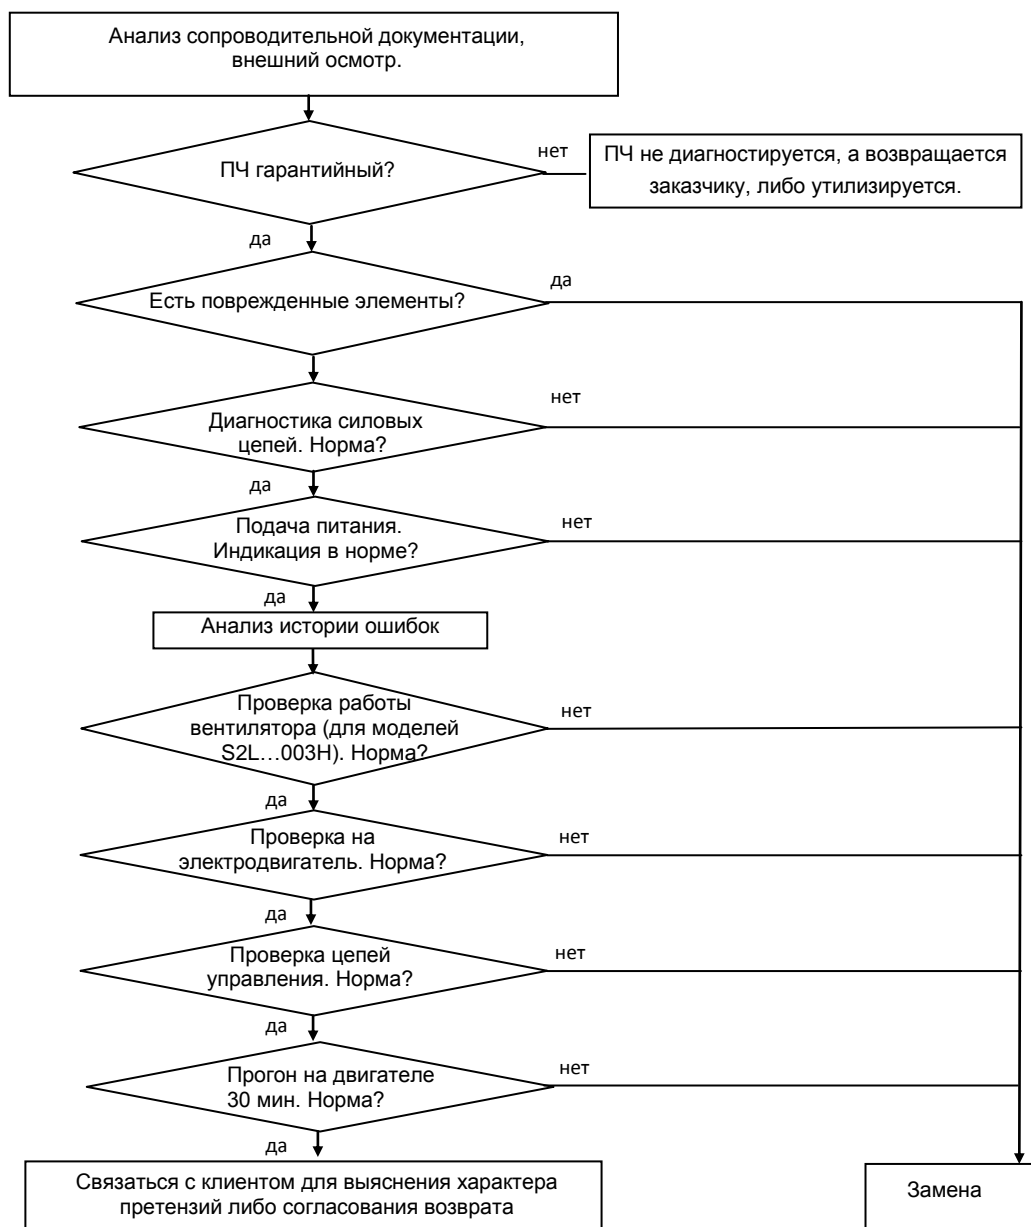 Анализ сопроводительной документации,
внешний осмотр.
ПЧ гарантийный?
нет
ПЧ не диагностируется, а возвращается
заказчику, либо утилизируется.
да
Есть поврежденные элементы?
да
Диагностика силовых
цепей. Норма?
нет
да
Подача питания.
Индикация в норме?
нет
да
Анализ истории ошибок
Проверка работы
вентилятора (для моделей
S2L…003H). Норма?
нет
да
Проверка на
электродвигатель. Норма?
нет
да
Проверка цепей
управления. Норма?
нет
да
Прогон на двигателе
30 мин. Норма?
нет
да
Связаться с клиентом для выяснения характера
претензий либо согласования возврата
Замена